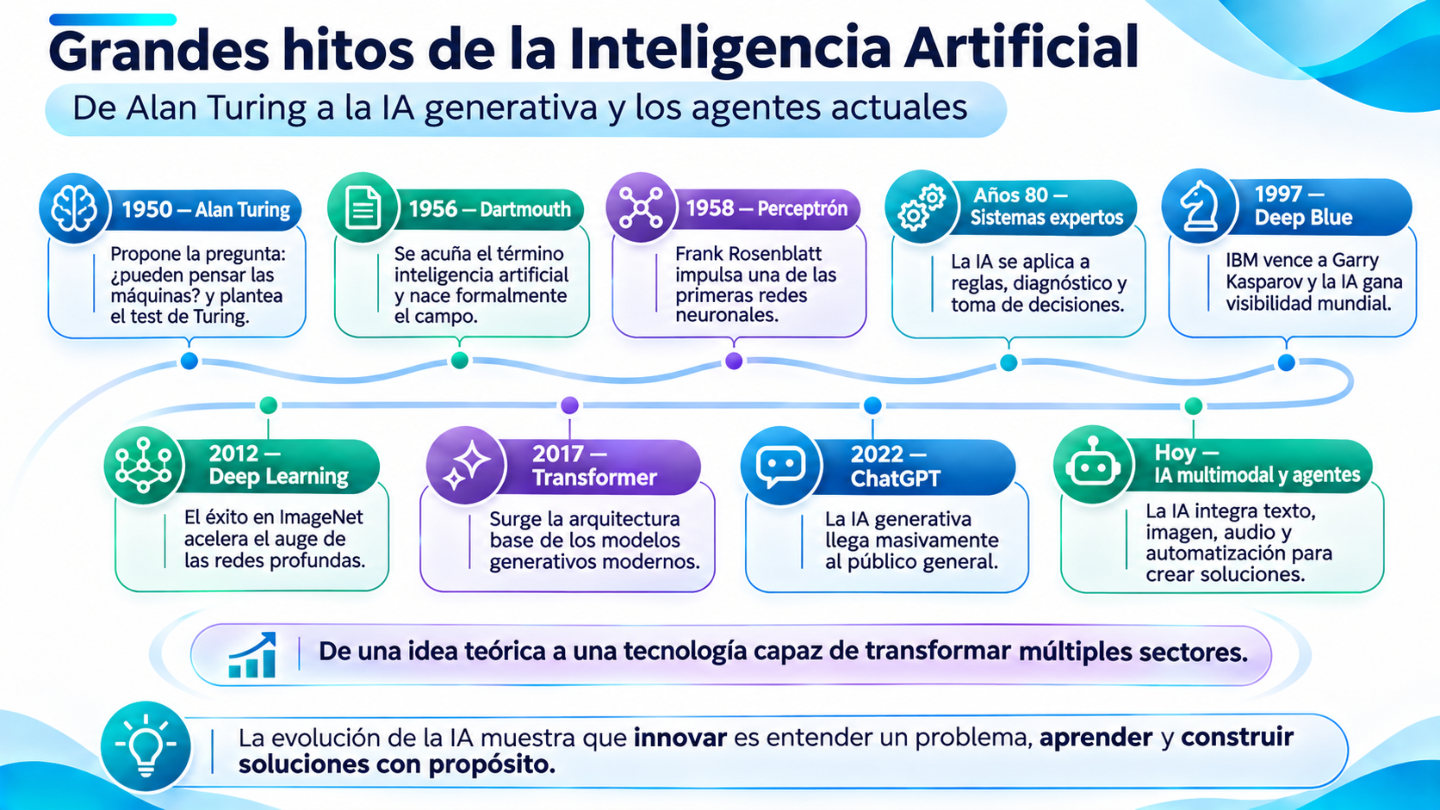 Grandes hitos de la Inteligencia Artificial
De Alan Turing a la IA generativa y los agentes actuales
1950 — Alan Turing
Propone la pregunta:
¿pueden pensar las
máquinas? y plantea
el test de Turing.
1956 — Dartmouth
Se acuña el término
inteligencia artificial
y nace formalmente
el campo.
1958 — Perceptrón
Frank Rosenblatt
impulsa una de las
primeras redes
neuronales.
Años 80 —
Sistemas expertos
La IA se aplica a
reglas, diagnóstico y
toma de decisiones.
1997 —
Deep Blue
IBM vence a Garry
Kasparov y la IA gana
visibilidad mundial.
2012 —
Deep Learning
El éxito en ImageNet
acelera el auge de
las redes profundas.
2017 —
Transformer
Surge la arquitectura
base de los modelos
generativos modernos.
2022 —
ChatGPT
La IA generativa
llega masivamente
al público general.
Hoy —
IA multimodal y agentes
La IA integra texto,
imagen, audio y
automatización para
crear soluciones.
De una idea teórica a una tecnología capaz de transformar múltiples sectores.
La evolución de la IA muestra que innovar es entender un problema, aprender y construir
soluciones con propósito.